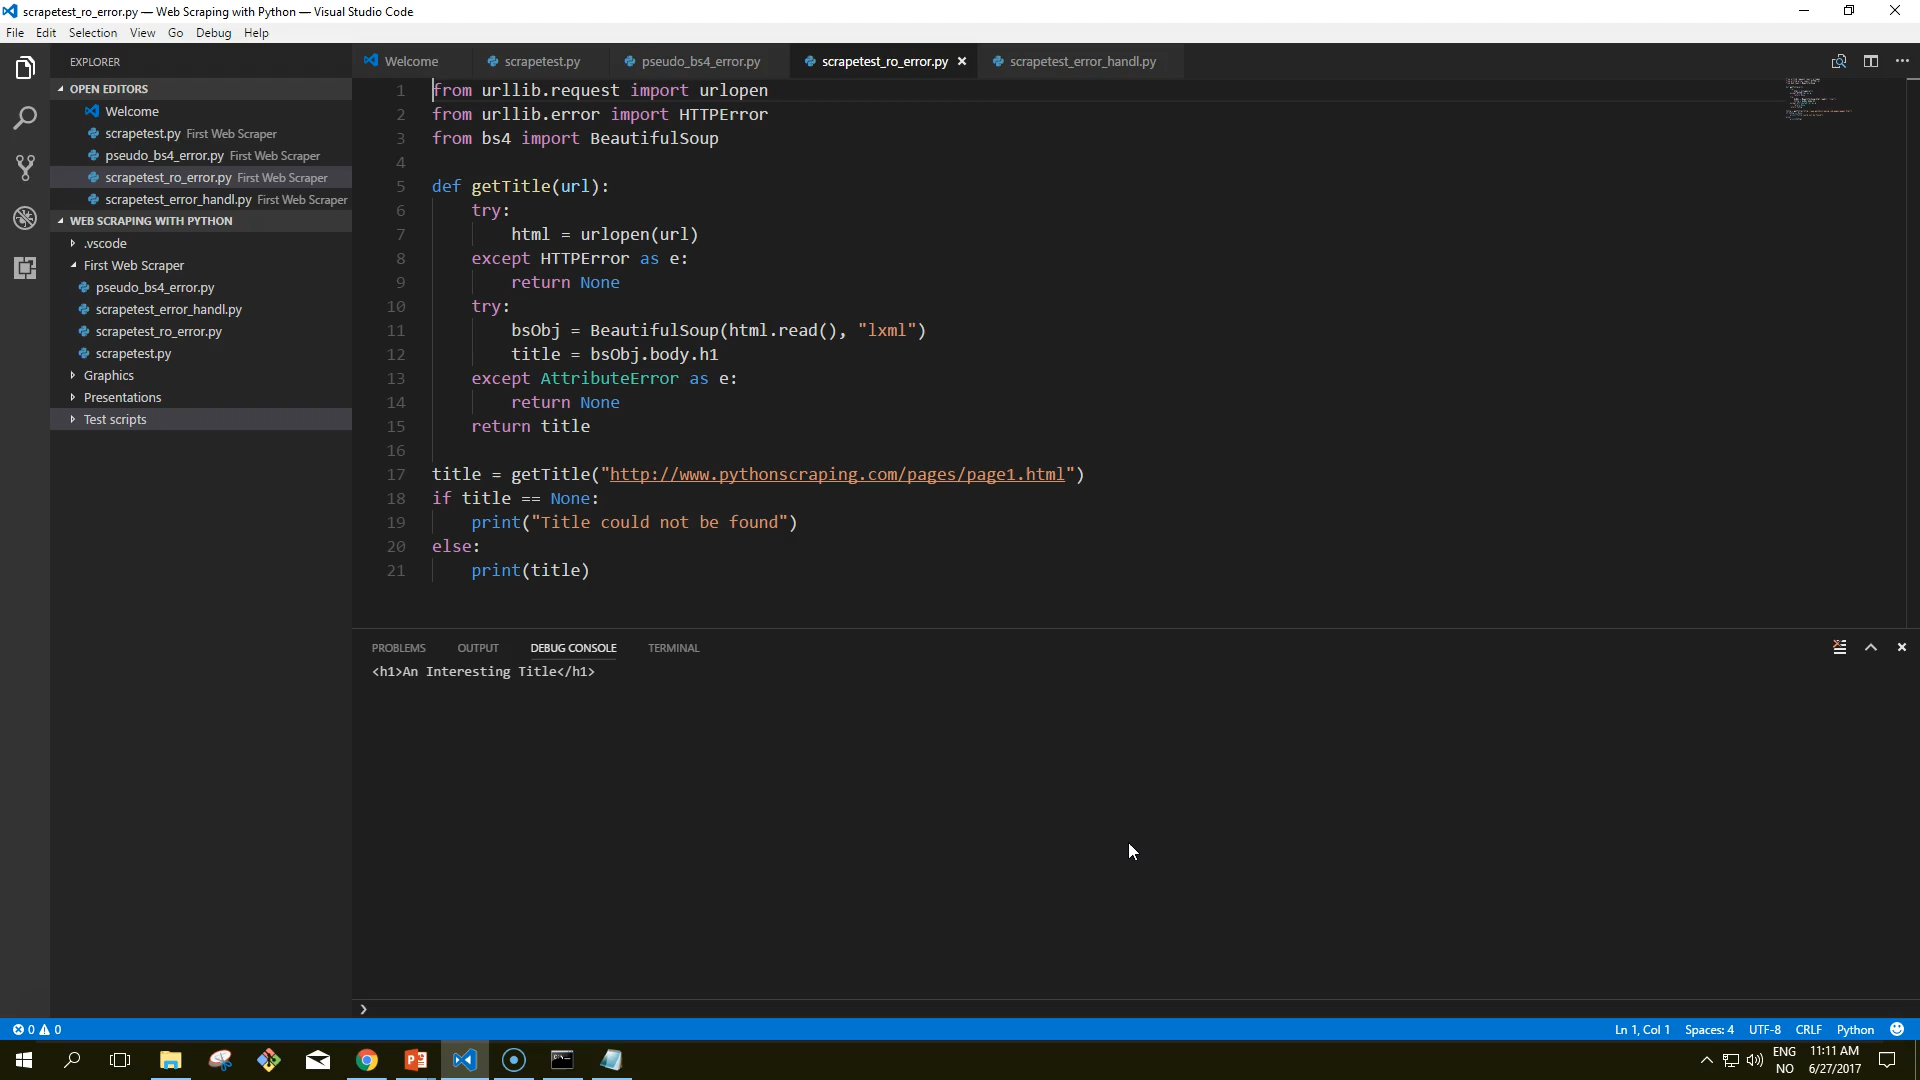 scrapetest_ro_error.py — Web Scraping with Python — Visual Studio Code
File Edit Selection View Go Debug Help
EXPLORER
OPEN EDITORS
Welcome
scrapetest.py First Web Scraper
pseudo_bs4_error.py First Web Scraper
scrapetest_ro_error.py First Web Scraper
scrapetest_error_handl.py First Web Scraper
WEB SCRAPING WITH PYTHON
.vscode
First Web Scraper
pseudo_bs4_error.py
scrapetest_error_handl.py
scrapetest_ro_error.py
scrapetest.py
Graphics
Presentations
Test scripts
Welcome scrapetest.py pseudo_bs4_error.py scrapetest_ro_error.py scrapetest_error_handl.py
1 from urllib.request import urlopen
2 from urllib.error import HTTPError
3 from bs4 import BeautifulSoup
4
5 def getTitle(url):
6 try:
7 html = urlopen(url)
8 except HTTPError as e:
9 return None
10 try:
11 bsObj = BeautifulSoup(html.read(), "lxml")
12 title = bsObj.body.h1
13 except AttributeError as e:
14 return None
15 return title
16
17 title = getTitle("http://www.pythonscraping.com/pages/page1.html")
18 if title == None:
19 print("Title could not be found")
20 else:
21 print(title)
PROBLEMS OUTPUT DEBUG CONSOLE TERMINAL
<h1>An Interesting Title</h1>
0 0 Ln 1, Col 1 Spaces: 4 UTF-8 CRLF Python
ENG 11:11 AM
NO 6/27/2017